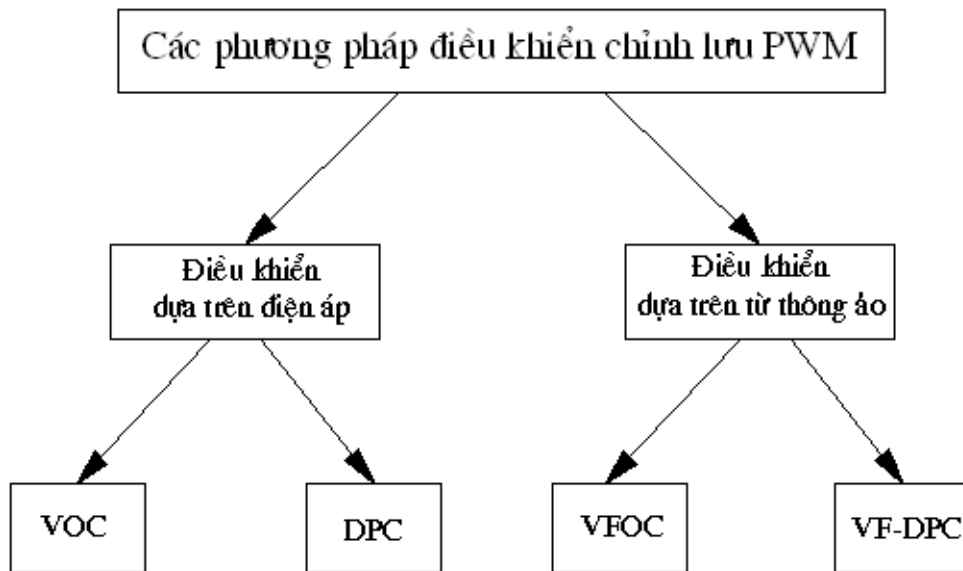 Các phương pháp điều khiển chỉnh lưu PWM
Điều khiển
dựa trên điện áp
Điều khiển
dựa trên từ thông ảo
VOC
DPC
VFOC
VF-DPC